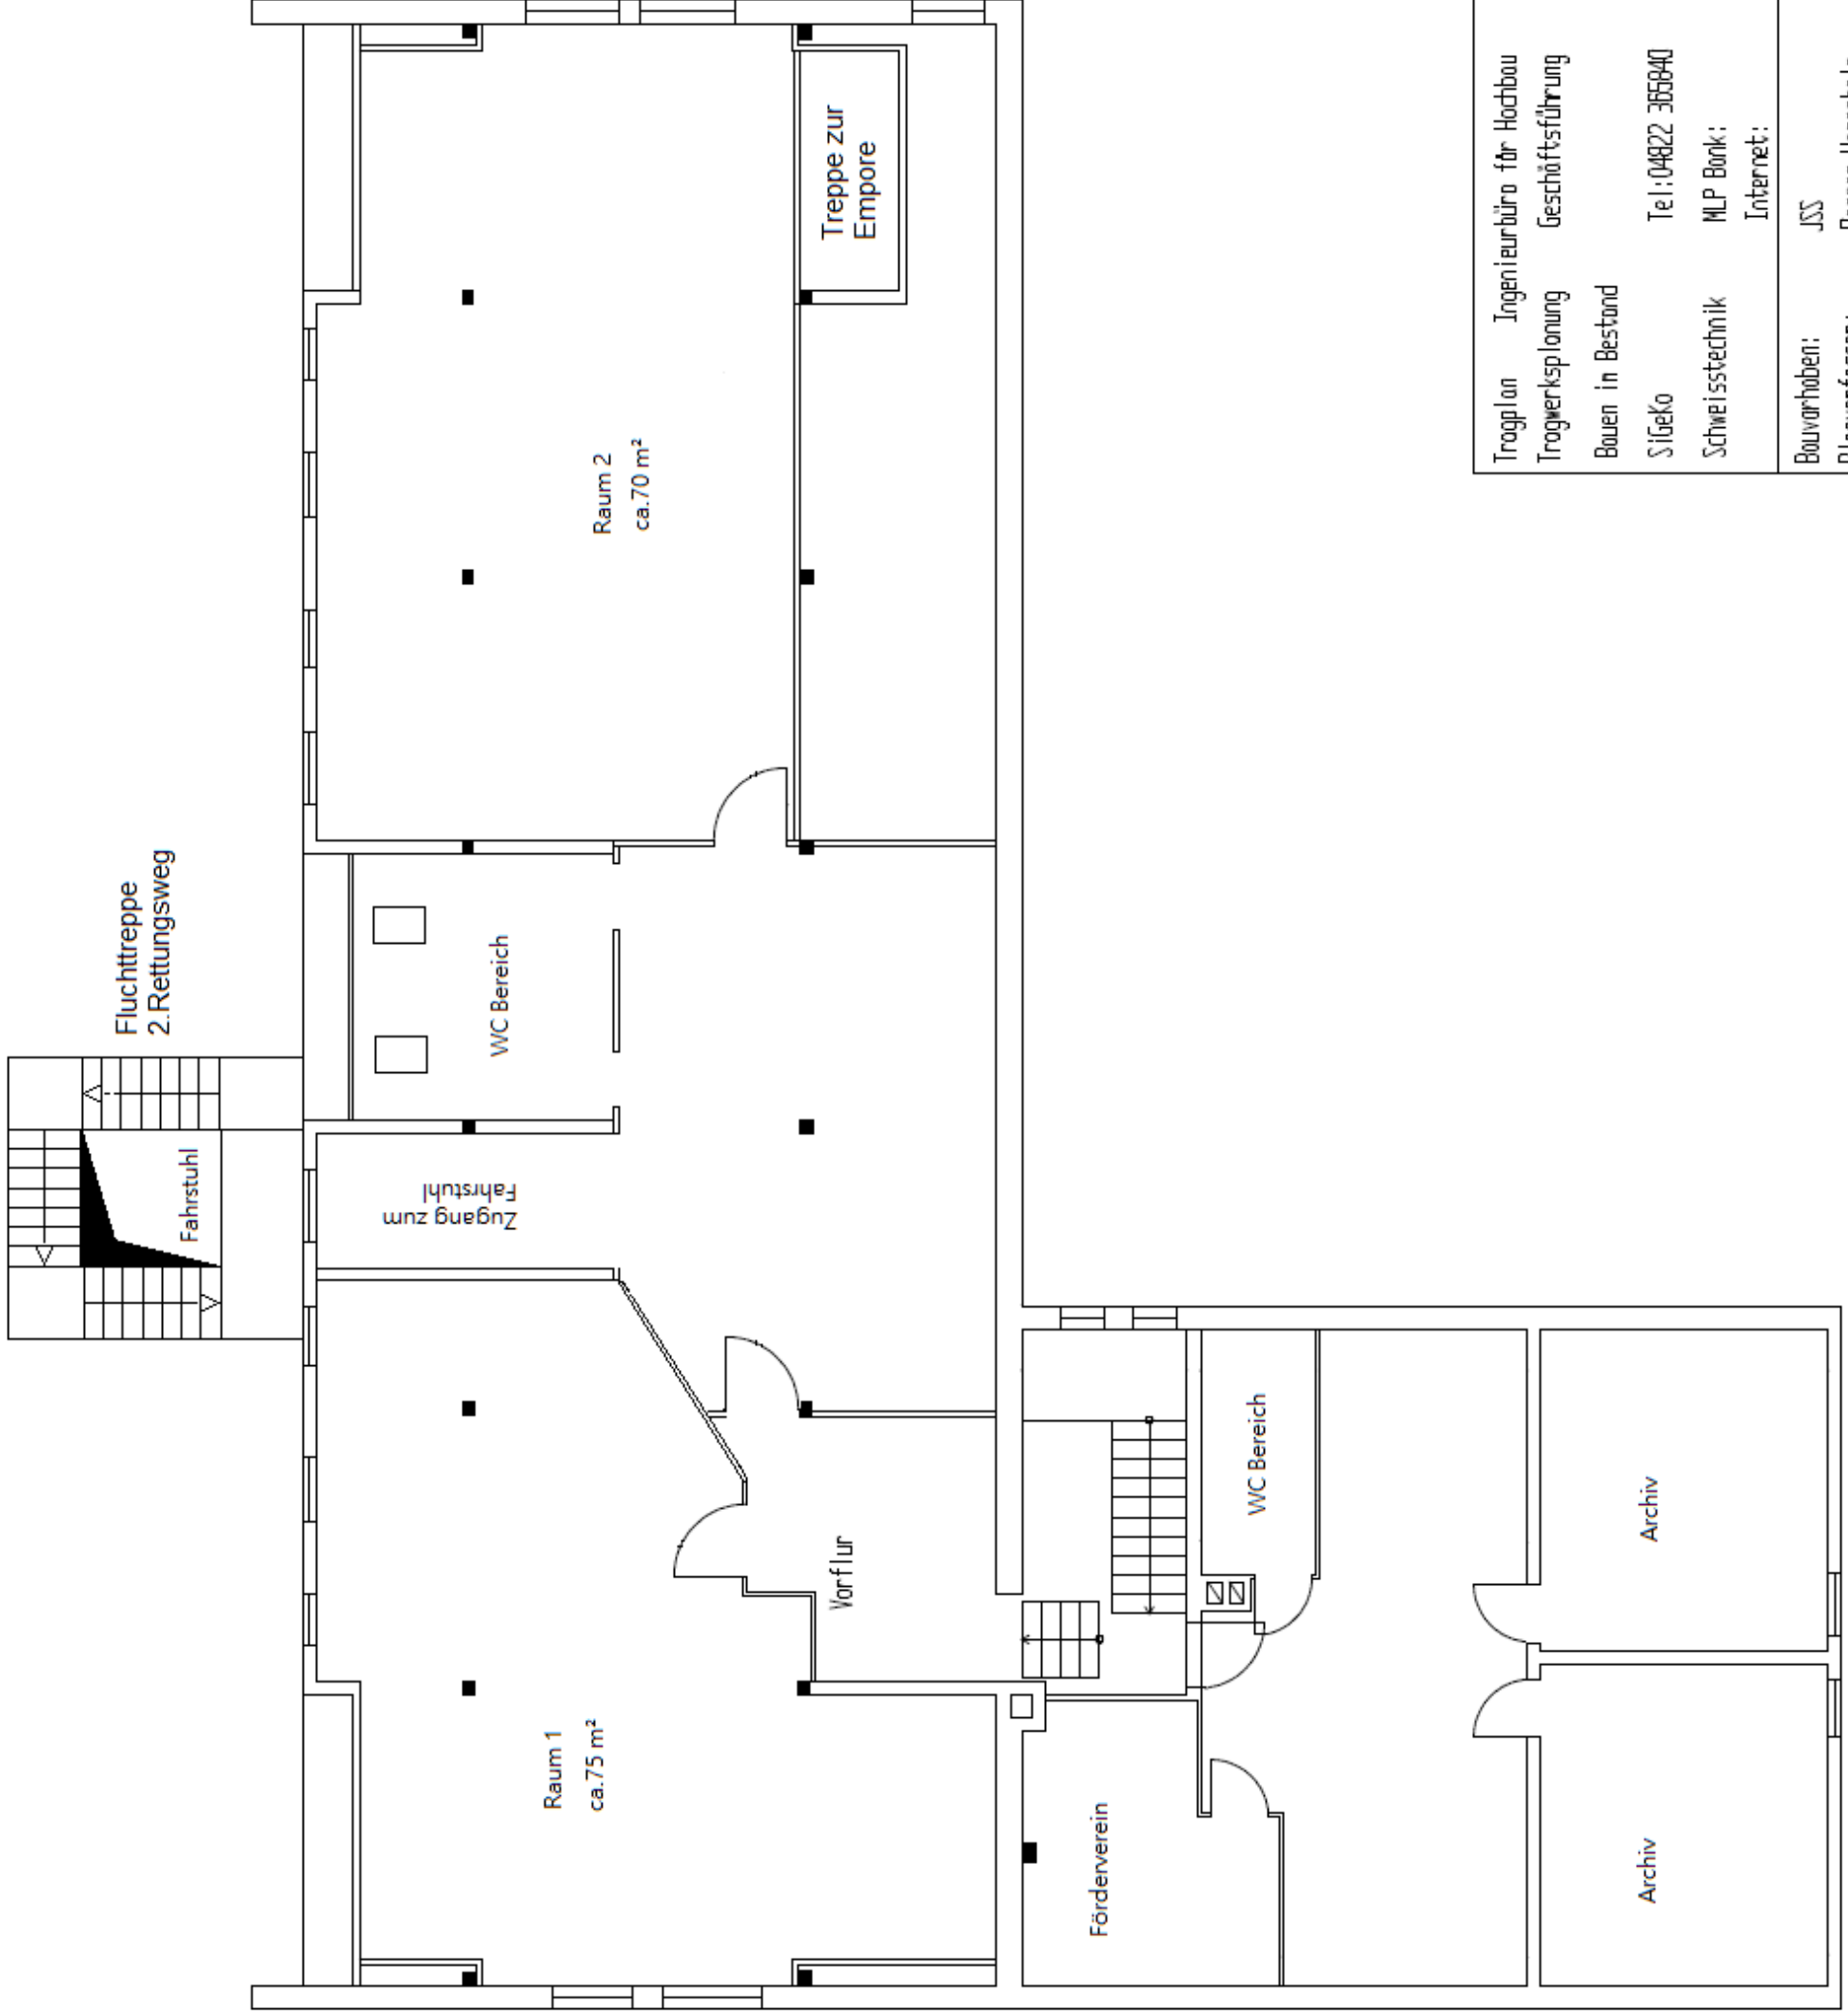 Fluchttreppe
2.Rettungsweg
Fahrstuhl
Zugang zum
Fahrstuhl
WC Bereich
Raum 2
ca.70 m²
Treppe zur
Empore
Raum 1
ca.75 m²
Vorflur
Förderverein
WC Bereich
Archiv
Archiv
Tragplan Ingenieurbüro für Hochbau
Tragwerksplanung Geschäftsführung
Bauen in Bestand
SiGeKo Tel:04822 365840
Schweisstechnik MLP Bank:
Internet:
Bauvorhaben: JSS